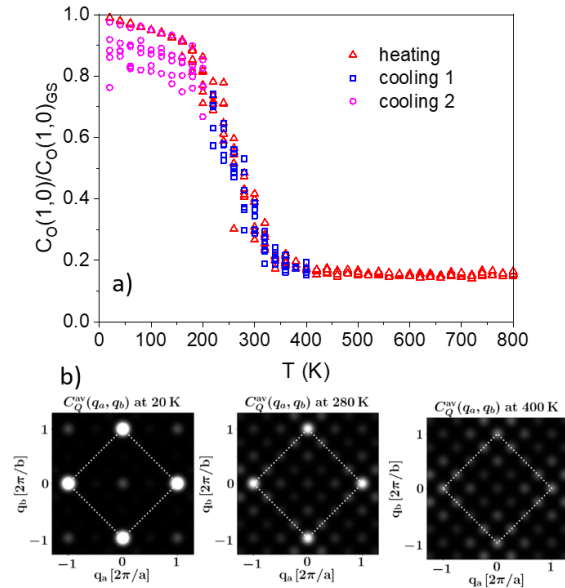 1.0
0.8
0.6
0.4
0.2
0.0
C_O(1,0)/C_O(1,0)_GS
heating
cooling 1
cooling 2
a)
0 100 200 300 400 500 600 700 800
T (K)
b)
C_Q^av(q_a, q_b) at 20 K
C_Q^av(q_a, q_b) at 280 K
C_Q^av(q_a, q_b) at 400 K
q_b [2π/b]
1
0
−1
−1 0 1
q_a [2π/a]
q_b [2π/b]
1
0
−1
−1 0 1
q_a [2π/a]
q_b [2π/b]
1
0
−1
−1 0 1
q_a [2π/a]